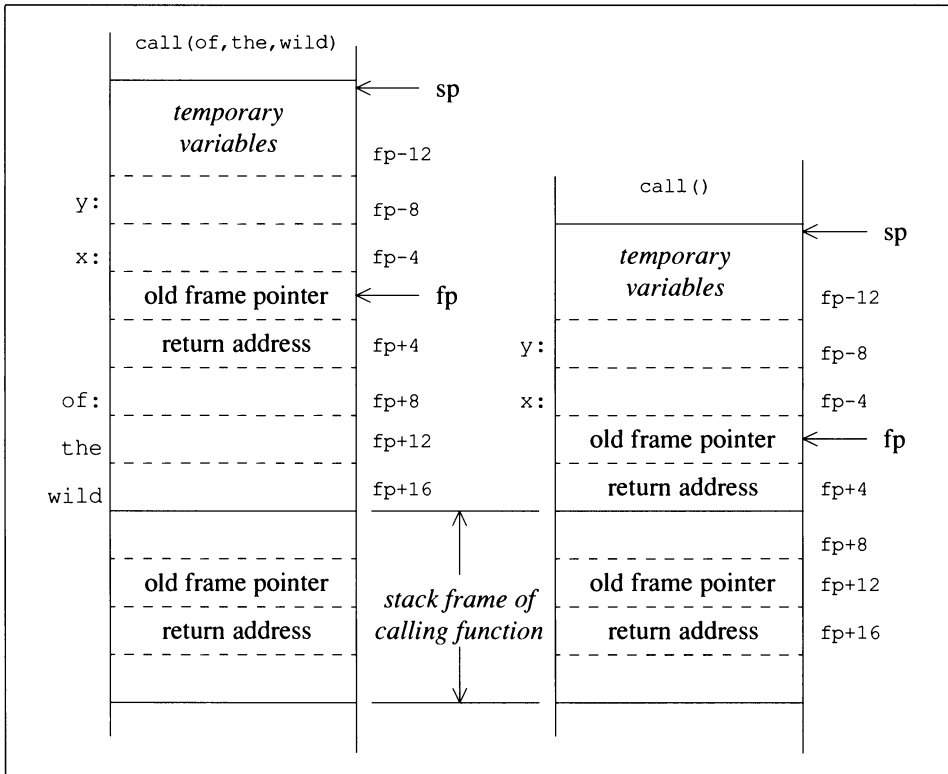 call(of,the,wild)
sp
temporary
variables
fp-12
y:
fp-8
x:
fp-4
old frame pointer
fp
return address
fp+4
of:
fp+8
the
fp+12
wild
fp+16
old frame pointer
return address
stack frame of
calling function
call()
sp
temporary
variables
fp-12
y:
fp-8
x:
fp-4
old frame pointer
fp
return address
fp+4
fp+8
old frame pointer
fp+12
return address
fp+16